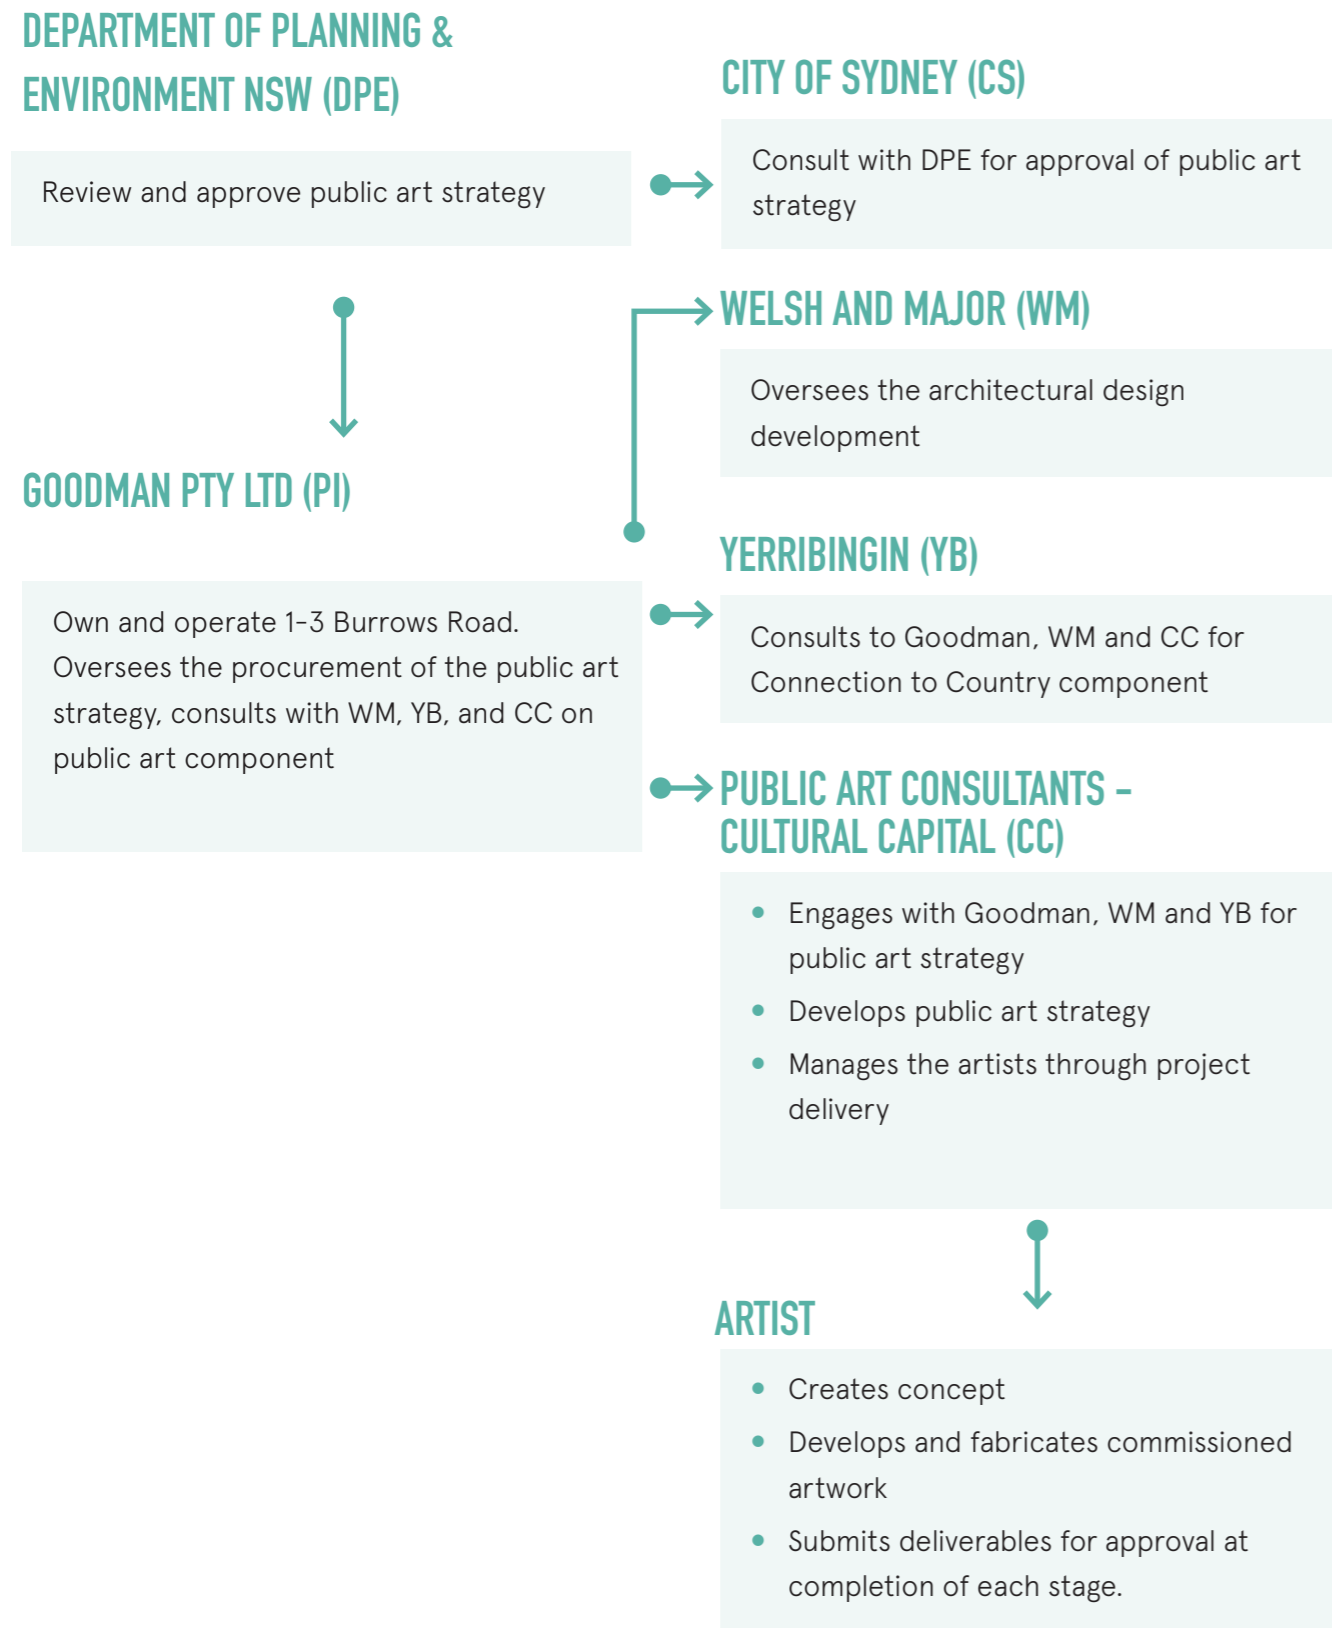 DEPARTMENT OF PLANNING &
ENVIRONMENT NSW (DPE)
Review and approve public art strategy
CITY OF SYDNEY (CS)
Consult with DPE for approval of public art
strategy
WELSH AND MAJOR (WM)
Oversees the architectural design
development
GOODMAN PTY LTD (PI)
Own and operate 1-3 Burrows Road.
Oversees the procurement of the public art
strategy, consults with WM, YB, and CC on
public art component
YERRIBINGIN (YB)
Consults to Goodman, WM and CC for
Connection to Country component
PUBLIC ART CONSULTANTS –
CULTURAL CAPITAL (CC)
• Engages with Goodman, WM and YB for
public art strategy
• Develops public art strategy
• Manages the artists through project
delivery
ARTIST
• Creates concept
• Develops and fabricates commissioned
artwork
• Submits deliverables for approval at
completion of each stage.